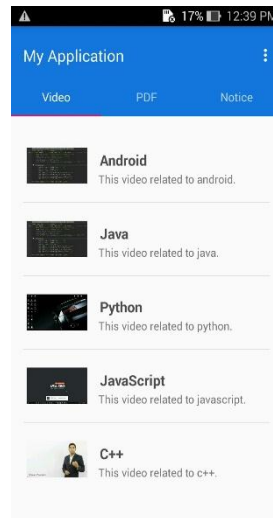 17% 12:39 PM
My Application
Video PDF Notice
Android
This video related to android.
Java
This video related to java.
Python
This video related to python.
JavaScript
This video related to javascript.
C++
This video related to c++.